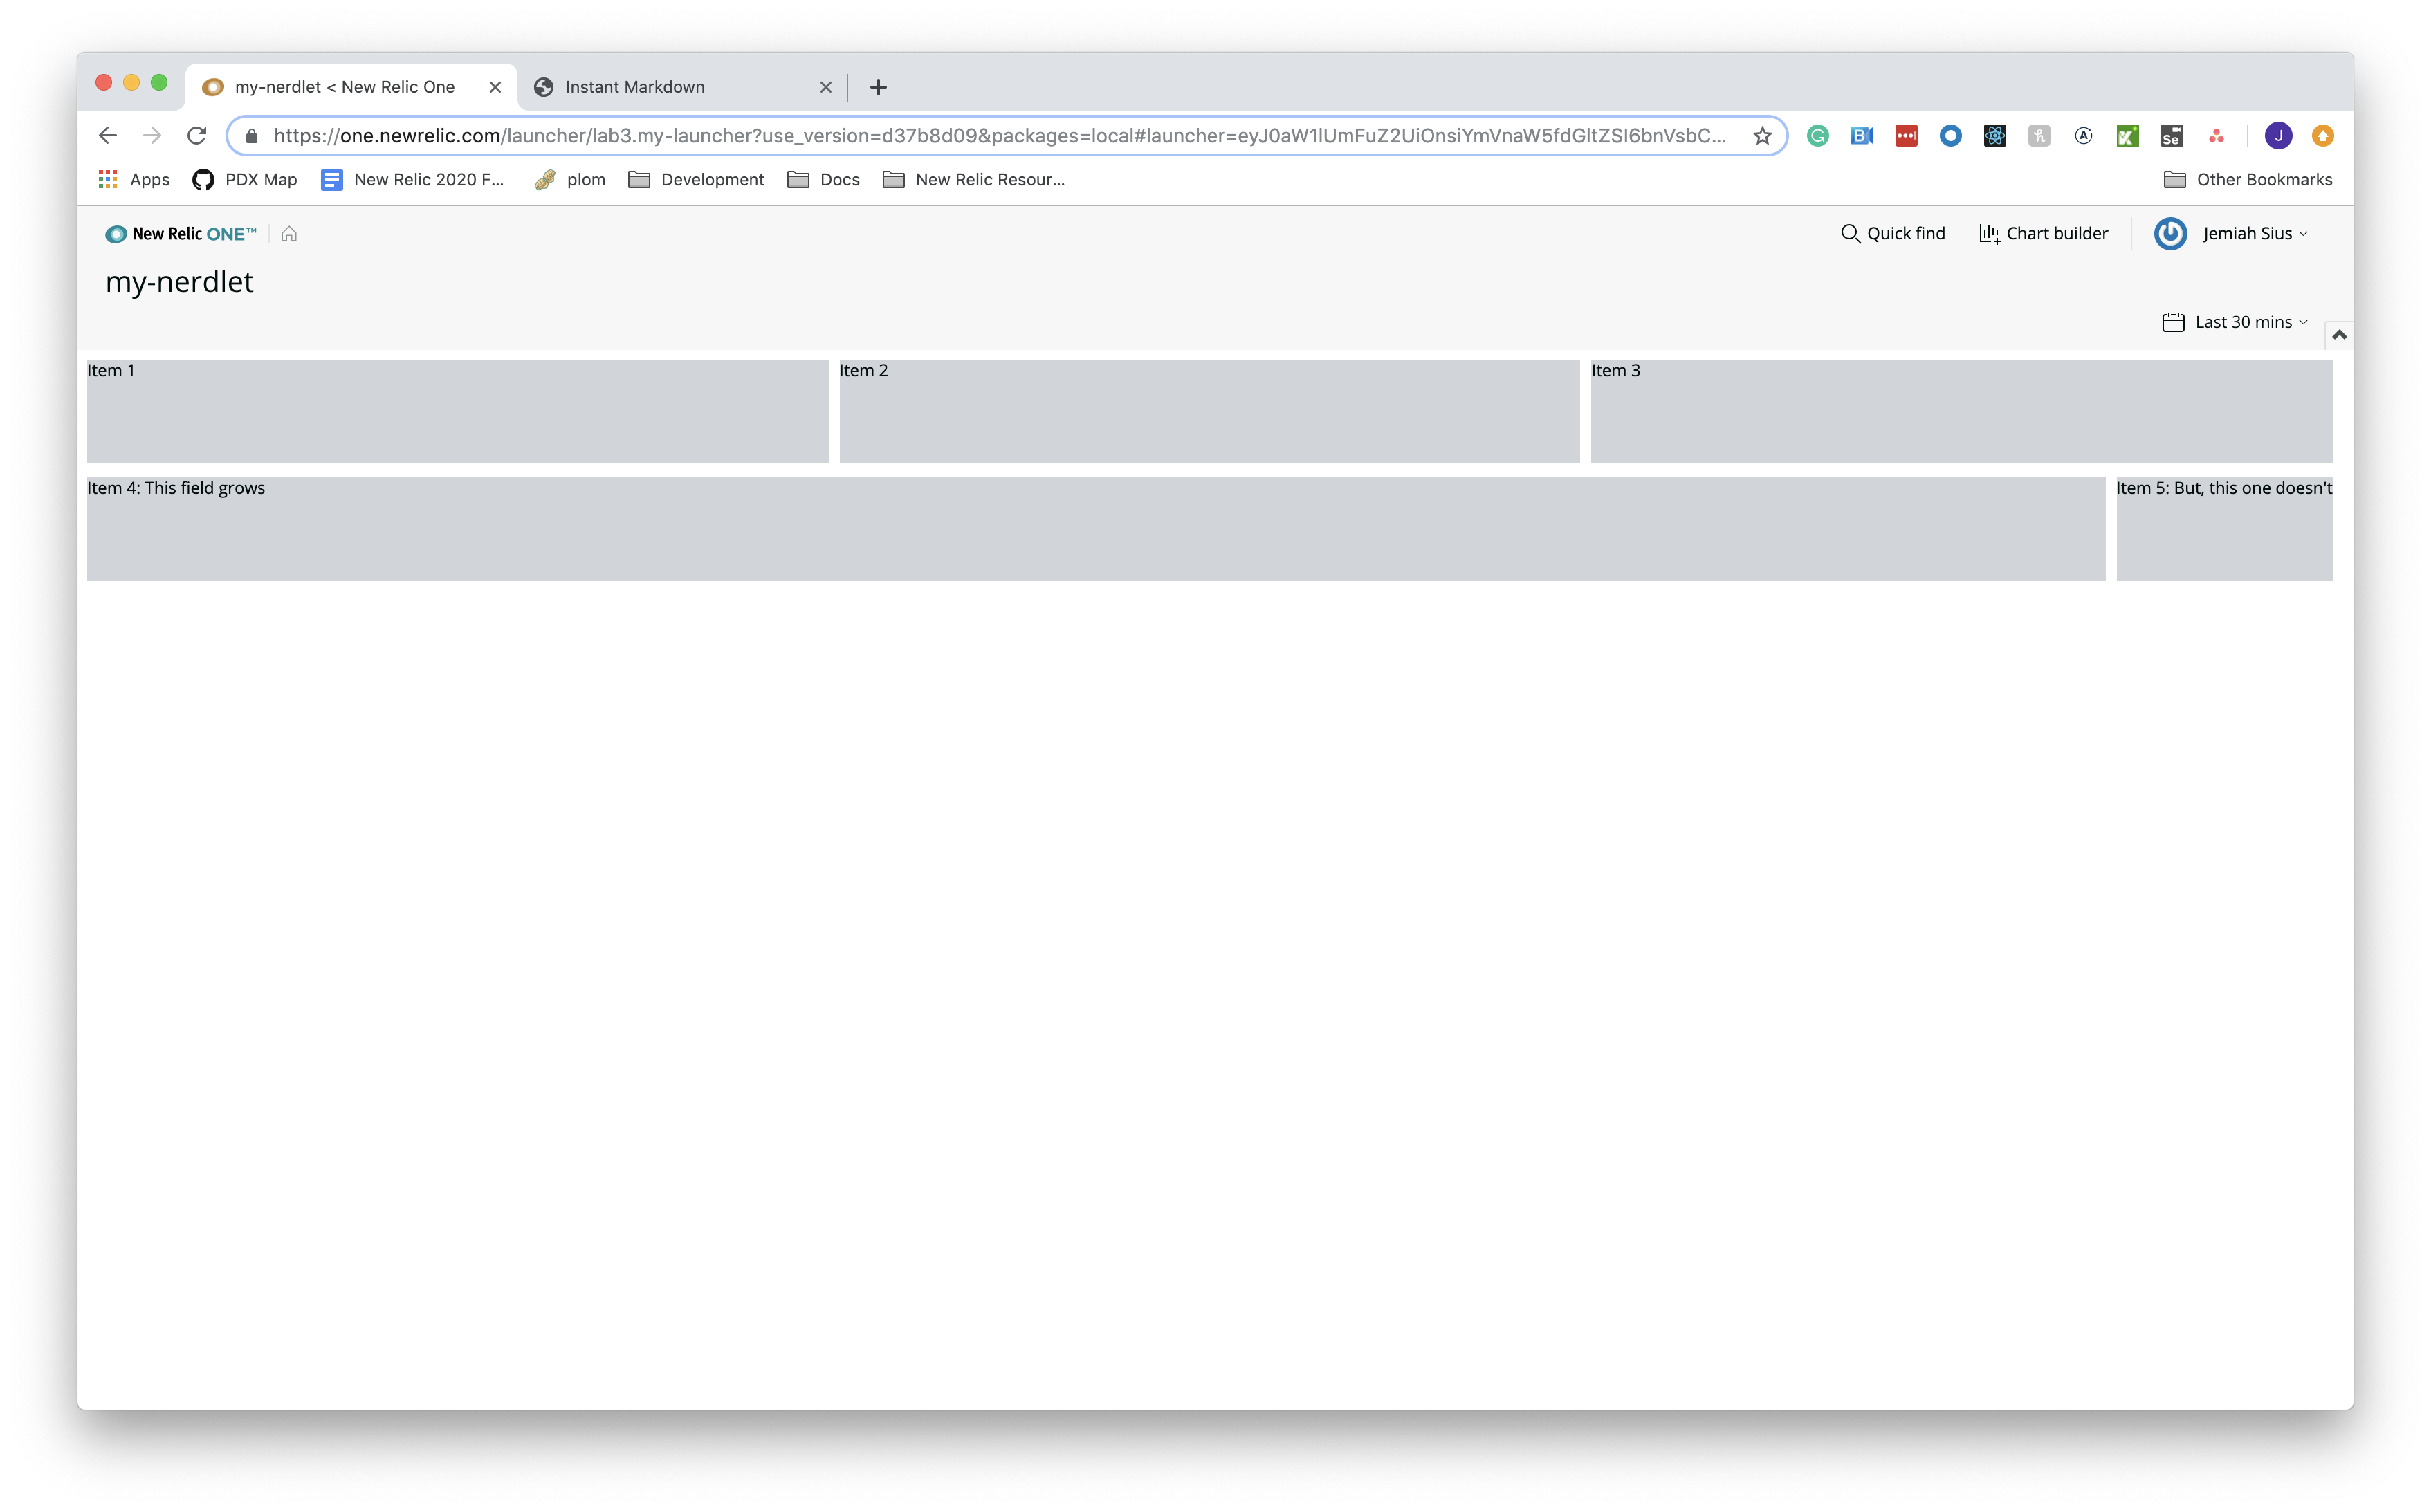 my-nerdlet < New Relic One
Instant Markdown
https://one.newrelic.com/launcher/lab3.my-launcher?use_version=d37b8d09&packages=local#launcher=eyJ0aW1lUmFuZ2UiOnsiYmVnaW5fdGltZSI6bnVsbC...
Apps
PDX Map
New Relic 2020 F...
plom
Development
Docs
New Relic Resour...
Other Bookmarks
New Relic ONE™
Quick find
Chart builder
Jemiah Sius
my-nerdlet
Last 30 mins
Item 1
Item 2
Item 3
Item 4: This field grows
Item 5: But, this one doesn't